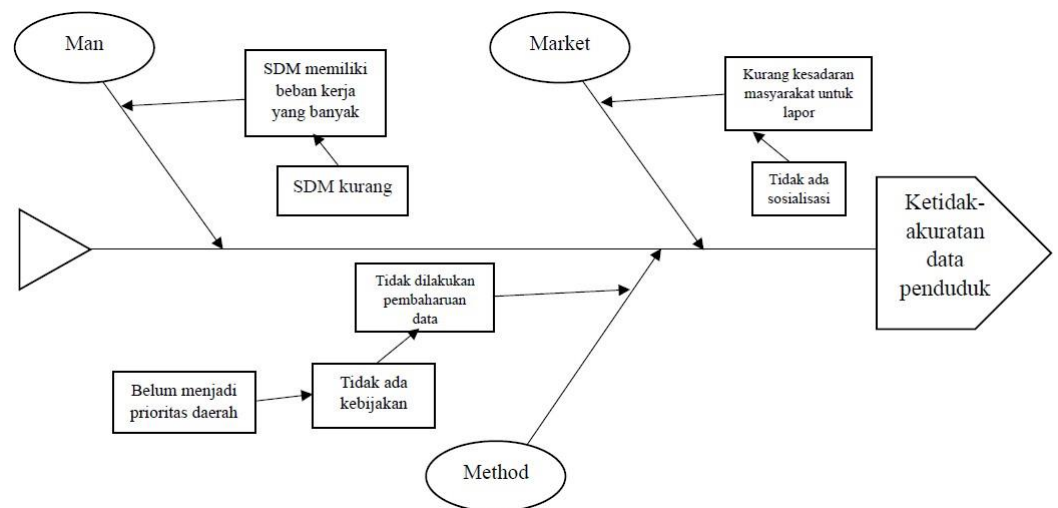 Man
SDM memiliki
beban kerja
yang banyak
SDM kurang
Market
Kurang kesadaran
masyarakat untuk
lapor
Tidak ada
sosialisasi
Ketidak-
akuratan
data
penduduk
Tidak dilakukan
pembaharuan
data
Tidak ada
kebijakan
Belum menjadi
prioritas daerah
Method